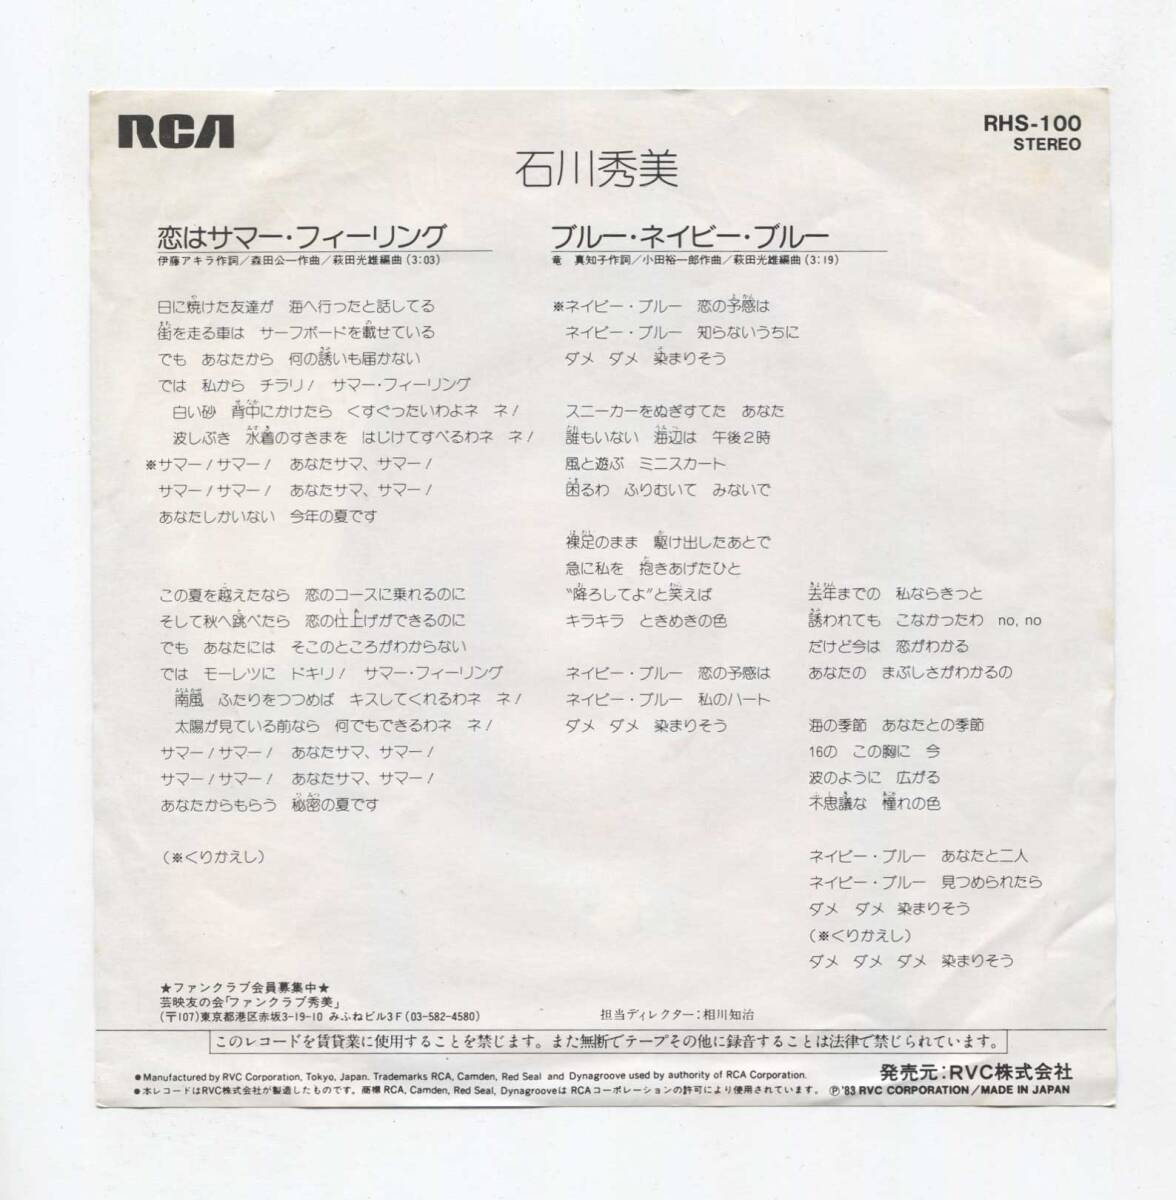 RCA
RHS-100
STEREO
石川秀美
恋はサマー・フィーリング
伊藤アキラ作詞／森田公一作曲／萩田光雄編曲(3:03)
日に焼けた友達が　海へ行ったと話してる
街を走る車は　サーフボードを載せている
でも　あなたから　何の誘いも届かない
では　私から　チラリ！　サマー・フィーリング
白い砂　背中にかけたら　くすぐったいわよネ　ネ！
波しぶき　水着のすきまを　はじけてすべるわネ　ネ！
※サマー！サマー！　あなたサマ、サマー！
サマー！サマー！　あなたサマ、サマー！
あなたしかいない　今年の夏です
この夏を越えたなら　恋のコースに乗れるのに
そして秋へ跳べたら　恋の仕上げができるのに
でも　あなたには　そこのところがわからない
では　モーレツに　ドキリ！　サマー・フィーリング
南風　ふたりをつつめば　キスしてくれるわネ　ネ！
太陽が見ている前なら　何でもできるわネ　ネ！
サマー！サマー！　あなたサマ、サマー！
サマー！サマー！　あなたサマ、サマー！
あなたからもらう　秘密の夏です
（※くりかえし）
ブルー・ネイビー・ブルー
竜　真知子作詞／小田裕一郎作曲／萩田光雄編曲(3:19)
※ネイビー・ブルー　恋の予感は
ネイビー・ブルー　知らないうちに
ダメ　ダメ　染まりそう
スニーカーをぬぎすてた　あなた
誰もいない　海辺は　午後2時
風と遊ぶ　ミニスカート
困るわ　ふりむいて　みないで
裸足のまま　駆け出したあとで
急に私を　抱きあげたひと
“降ろしてよ”と笑えば
キラキラ　ときめきの色
ネイビー・ブルー　恋の予感は
ネイビー・ブルー　私のハート
ダメ　ダメ　染まりそう
去年までの　私ならきっと
誘われても　こなかったわ　no, no
だけど今は　恋がわかる
あなたの　まぶしさがわかるの
海の季節　あなたとの季節
16の　この胸に　今
波のように　広がる
不思議な　憧れの色
ネイビー・ブルー　あなたと二人
ネイビー・ブルー　見つめられたら
ダメ　ダメ　染まりそう
（※くりかえし）
ダメ　ダメ　ダメ　染まりそう
★ファンクラブ会員募集中★
芸映友の会「ファンクラブ秀美」
(〒107)東京都港区赤坂3-19-10 みふねビル3F (03-582-4580)
担当ディレクター：相川知治
このレコードを賃貸業に使用することを禁じます。また無断でテープその他に録音することは法律で禁じられています。
●Manufactured by RVC Corporation, Tokyo, Japan. Trademarks RCA, Camden, Red Seal and Dynagroove used by authority of RCA Corporation.
●本レコードはRVC株式会社が製造したものです。商標RCA, Camden, Red Seal, DynagrooveはRCAコーポレーションの許可により使用されています。
発売元：RVC株式会社
Ⓟ'83 RVC CORPORATION／MADE IN JAPAN